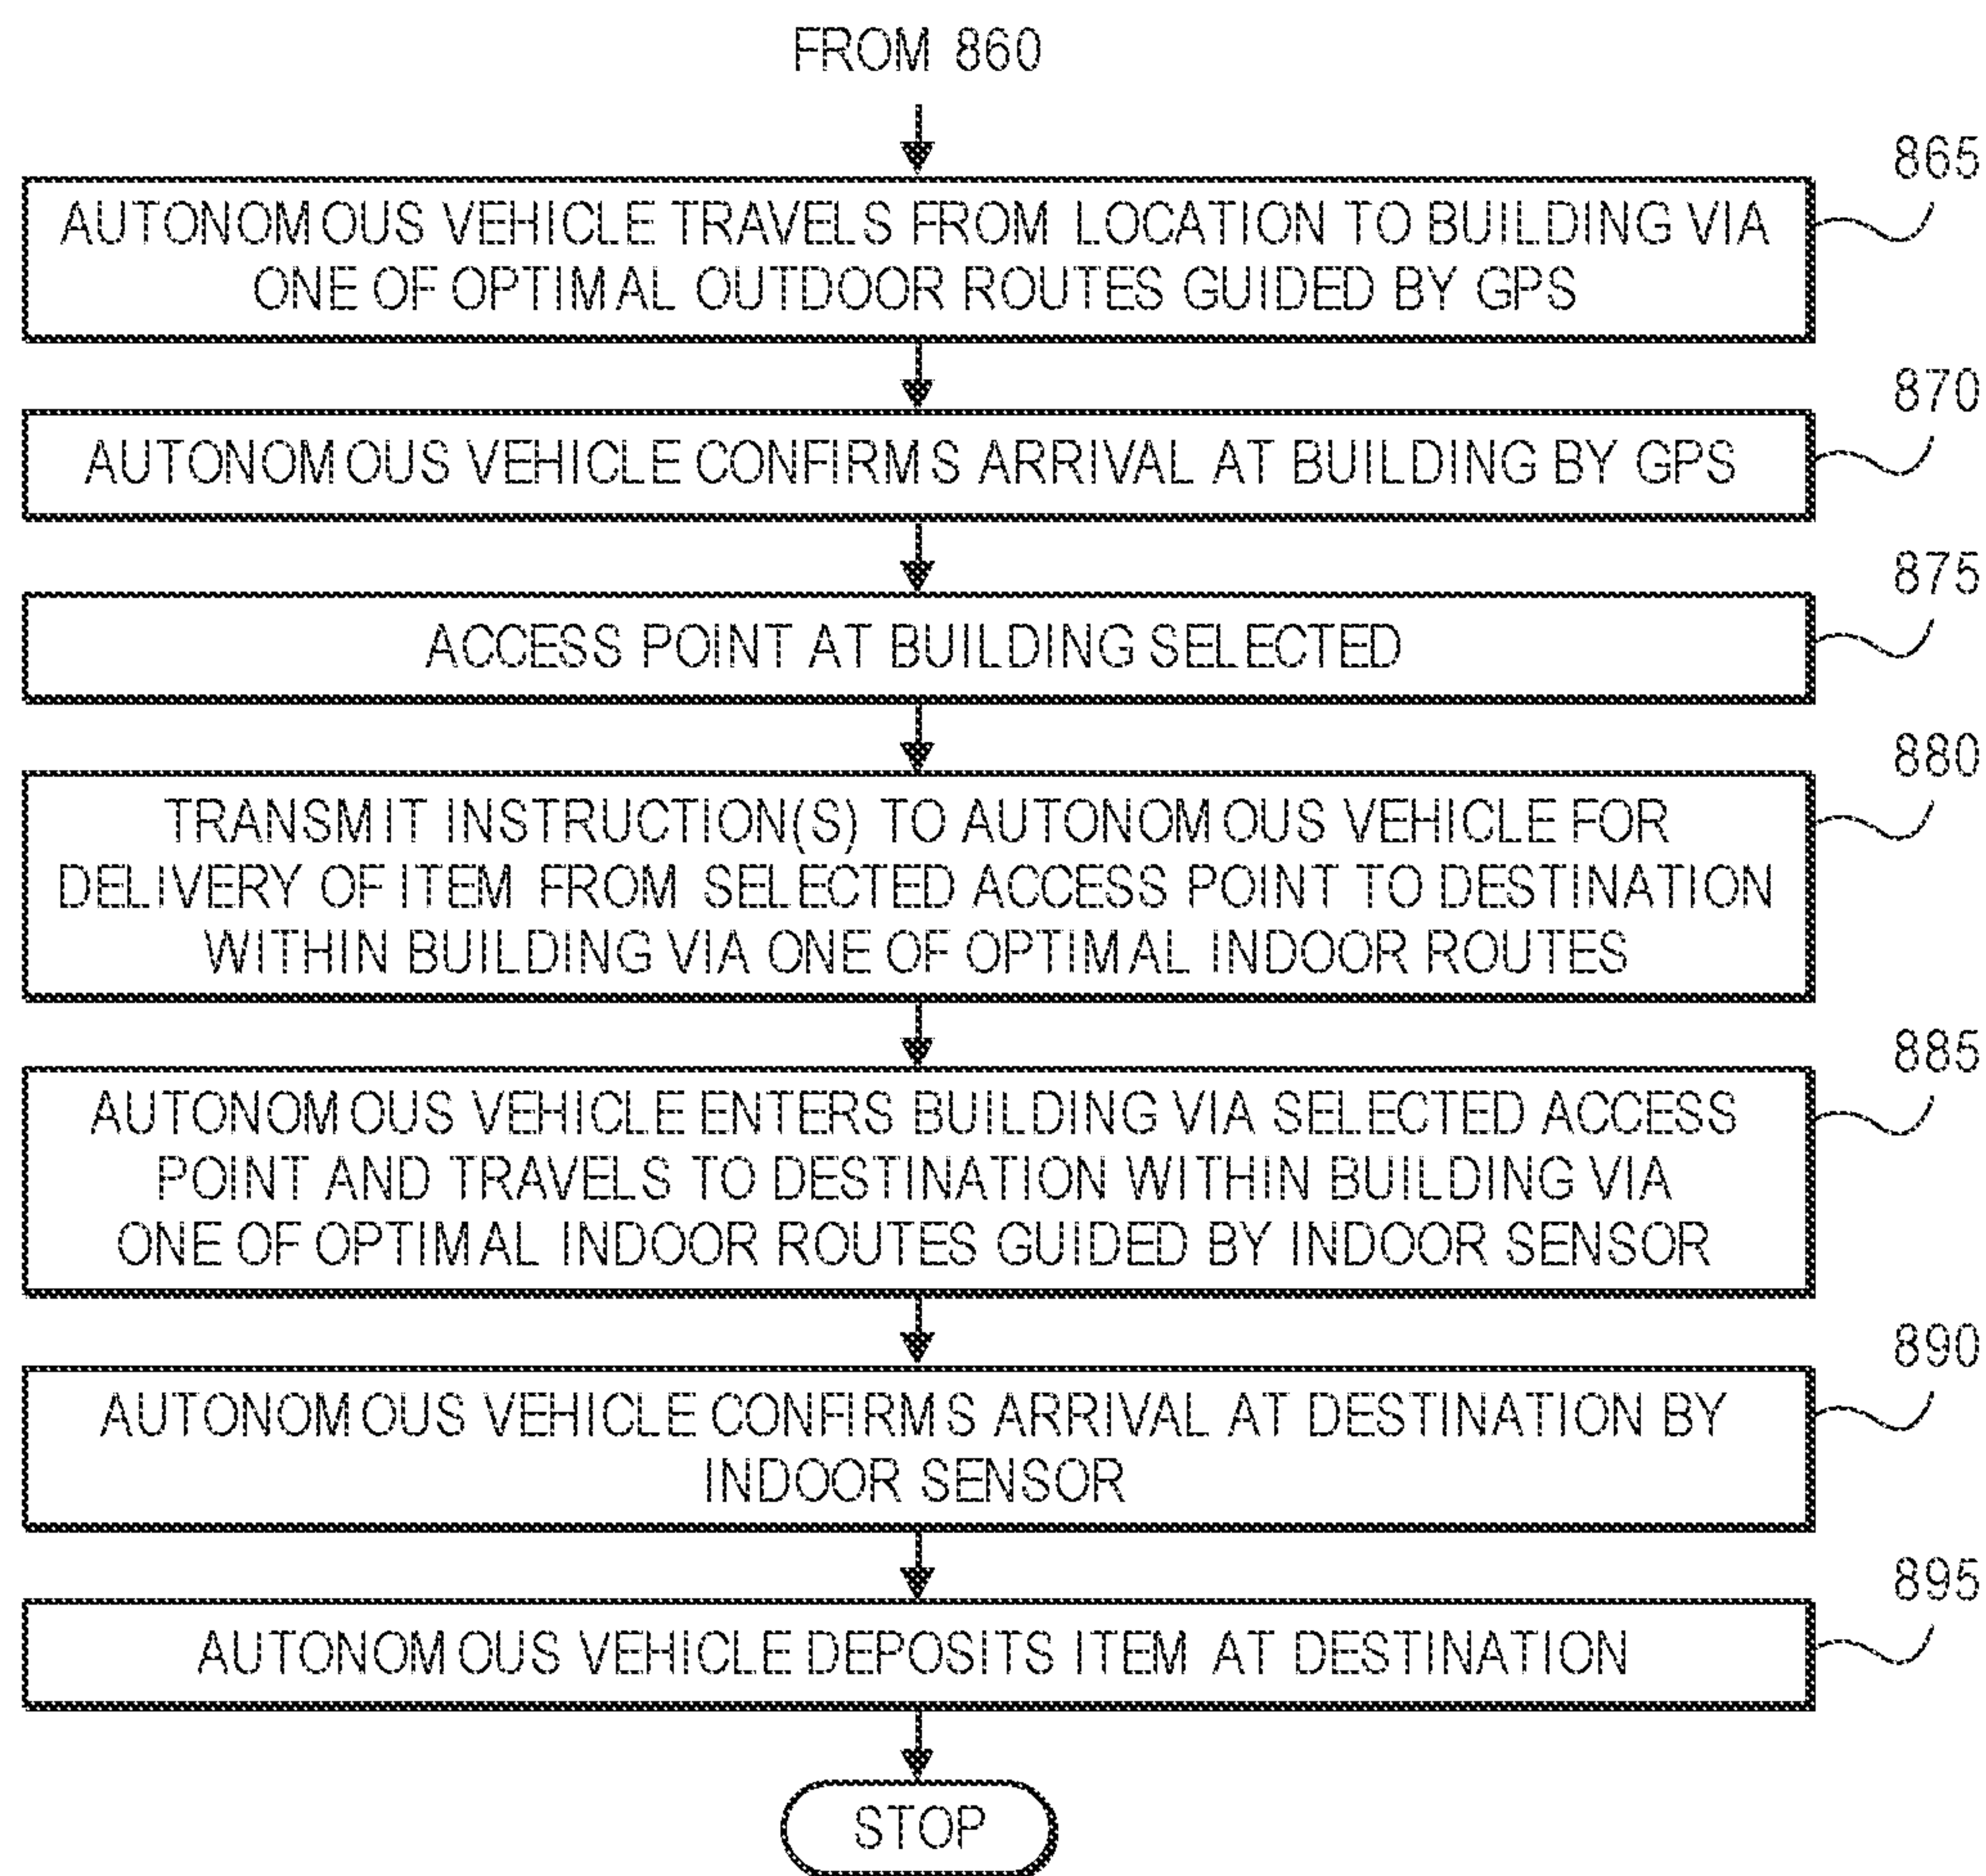 FROM 860
865
AUTONOMOUS VEHICLE TRAVELS FROM LOCATION TO BUILDING VIA
ONE OF OPTIMAL OUTDOOR ROUTES GUIDED BY GPS
870
AUTONOMOUS VEHICLE CONFIRMS ARRIVAL AT BUILDING BY GPS
875
ACCESS POINT AT BUILDING SELECTED
880
TRANSMIT INSTRUCTION(S) TO AUTONOMOUS VEHICLE FOR
DELIVERY OF ITEM FROM SELECTED ACCESS POINT TO DESTINATION
WITHIN BUILDING VIA ONE OF OPTIMAL INDOOR ROUTES
885
AUTONOMOUS VEHICLE ENTERS BUILDING VIA SELECTED ACCESS
POINT AND TRAVELS TO DESTINATION WITHIN BUILDING VIA
ONE OF OPTIMAL INDOOR ROUTES GUIDED BY INDOOR SENSOR
890
AUTONOMOUS VEHICLE CONFIRMS ARRIVAL AT DESTINATION BY
INDOOR SENSOR
895
AUTONOMOUS VEHICLE DEPOSITS ITEM AT DESTINATION
STOP